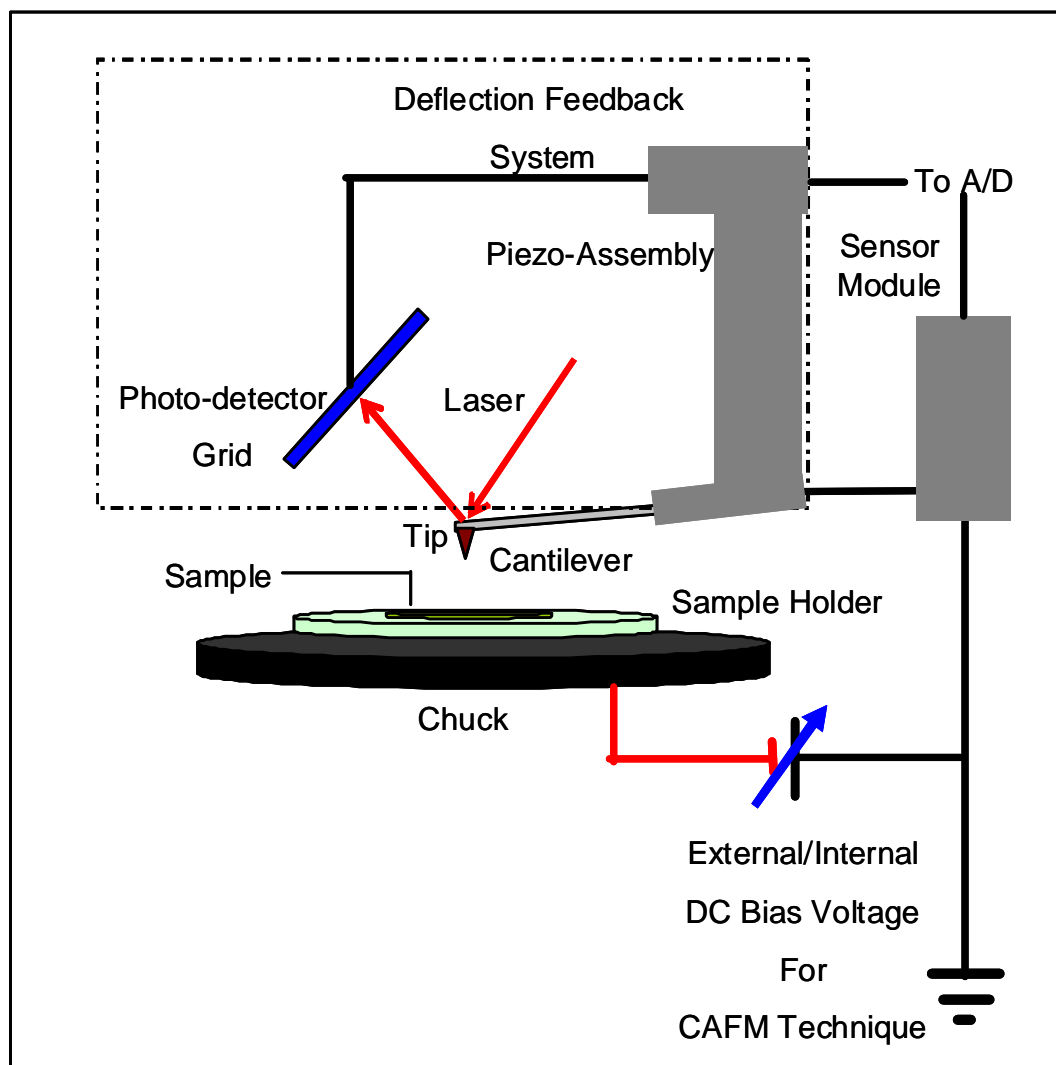 Deflection Feedback
System
To A/D
Piezo-Assembly
Sensor
Module
Photo-detector
Grid
Laser
Tip
Cantilever
Sample
Sample Holder
Chuck
External/Internal
DC Bias Voltage
For
CAFM Technique